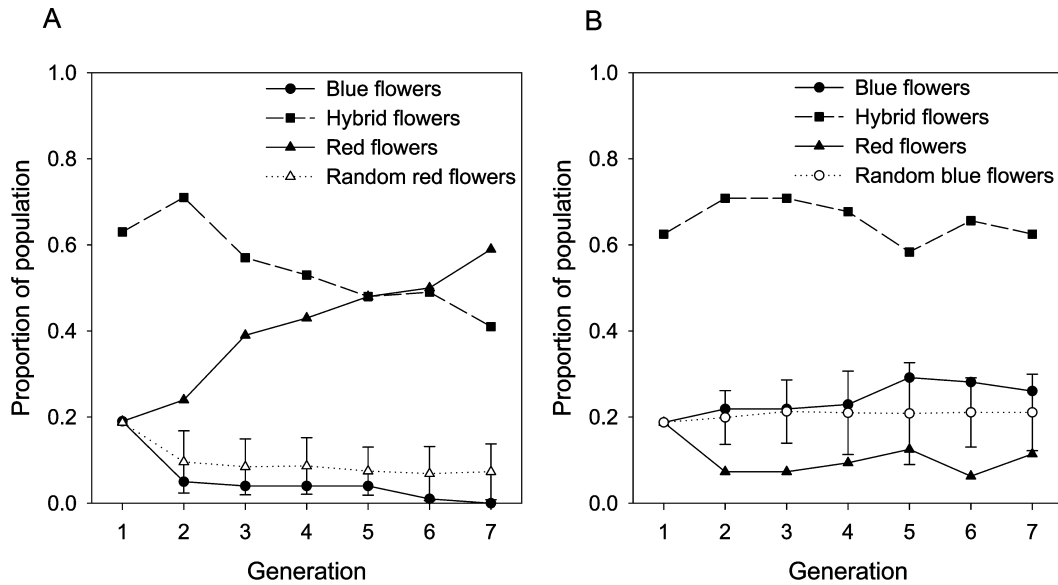 A
Proportion of population
1.0
0.8
0.6
0.4
0.2
0.0
Blue flowers
Hybrid flowers
Red flowers
Random red flowers
1 2 3 4 5 6 7
Generation
B
Proportion of population
1.0
0.8
0.6
0.4
0.2
0.0
Blue flowers
Hybrid flowers
Red flowers
Random blue flowers
1 2 3 4 5 6 7
Generation